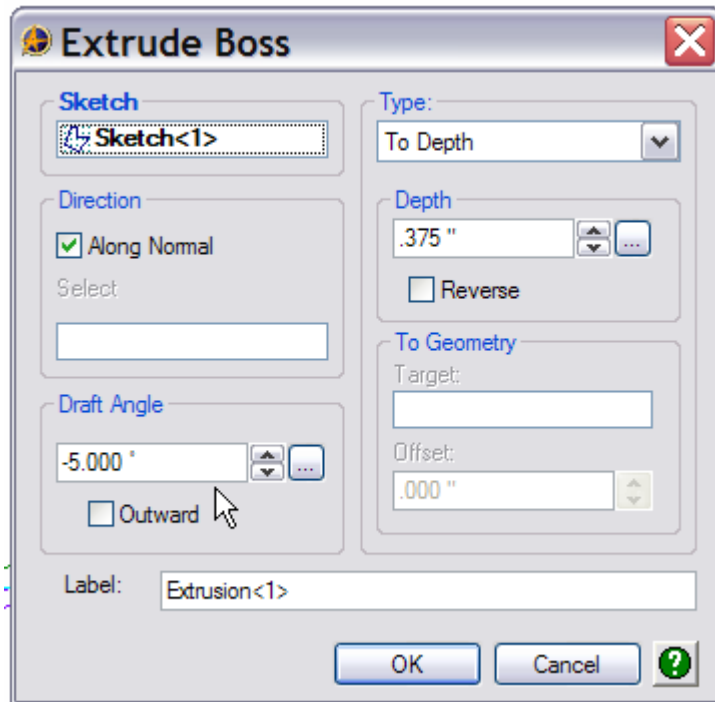 Extrude Boss
Sketch
Sketch<1>
Direction
Along Normal
Select
Draft Angle
-5.000 °
...
Outward
Type:
To Depth
Depth
.375 "
...
Reverse
To Geometry
Target:
Offset:
.000 "
Label:
Extrusion<1>
OK
Cancel
?